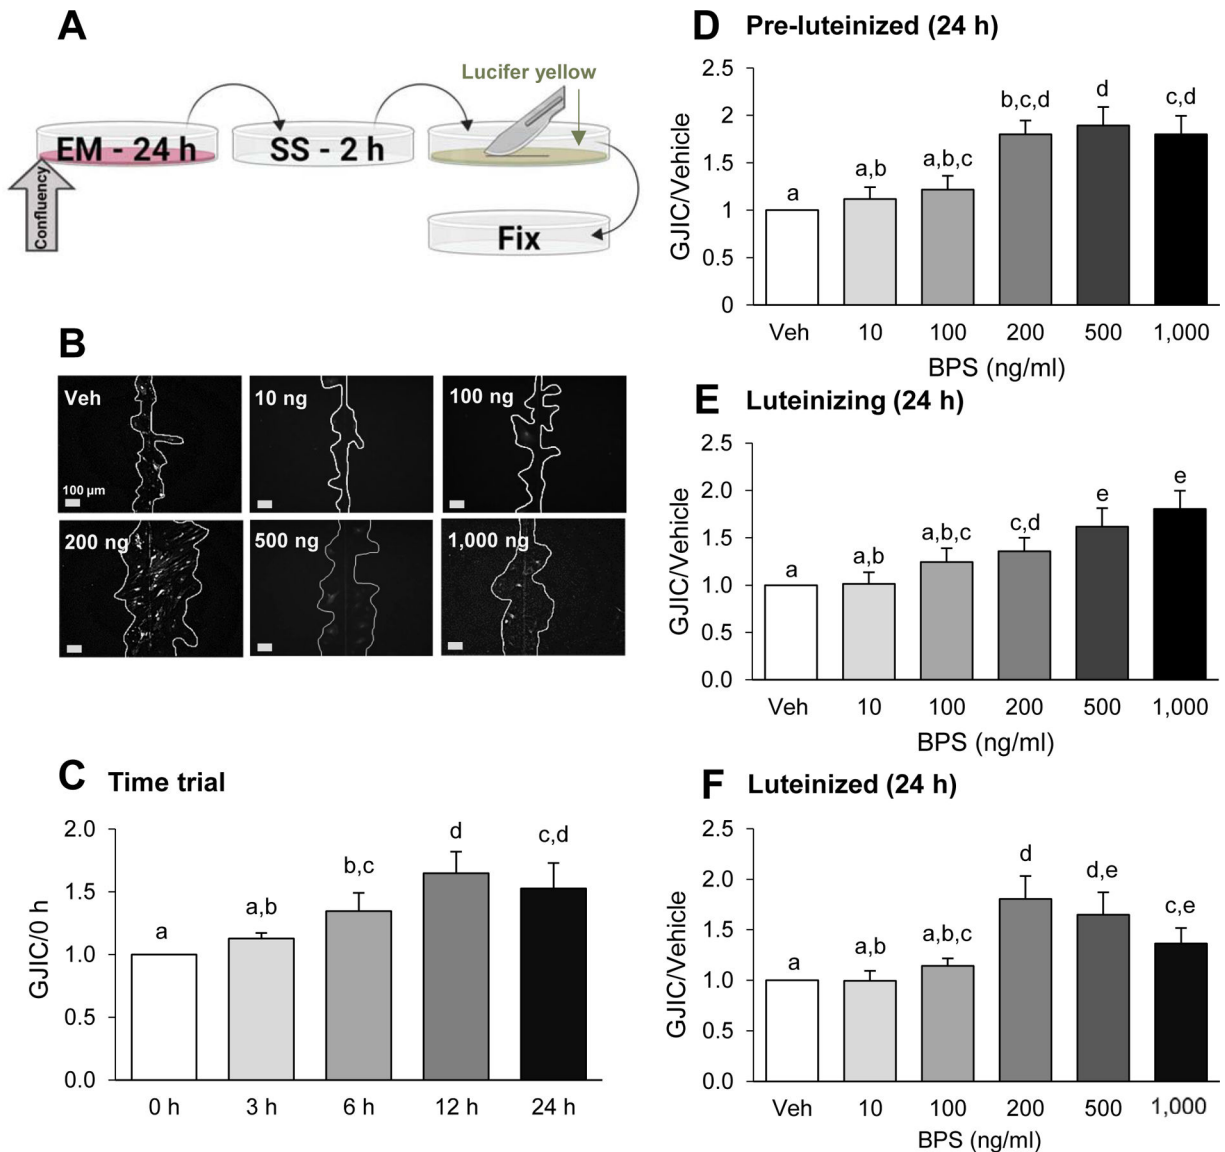 A
Lucifer yellow
EM - 24 h
SS - 2 h
Confluency
Fix
B
Veh
100 µm
10 ng
100 ng
200 ng
500 ng
1,000 ng
C Time trial
GJIC/0 h
2.0
1.5
1.0
0.5
0.0
a
a,b
b,c
d
c,d
0 h 3 h 6 h 12 h 24 h
D Pre-luteinized (24 h)
GJIC/Vehicle
2.5
2
1.5
1
0.5
0
a
a,b
a,b,c
b,c,d
d
c,d
Veh 10 100 200 500 1,000
BPS (ng/ml)
E Luteinizing (24 h)
GJIC/Vehicle
2.5
2.0
1.5
1.0
0.5
0.0
a
a,b
a,b,c
c,d
e
e
Veh 10 100 200 500 1,000
BPS (ng/ml)
F Luteinized (24 h)
GJIC/Vehicle
2.5
2.0
1.5
1.0
0.5
0.0
a
a,b
a,b,c
d
d,e
c,e
Veh 10 100 200 500 1,000
BPS (ng/ml)